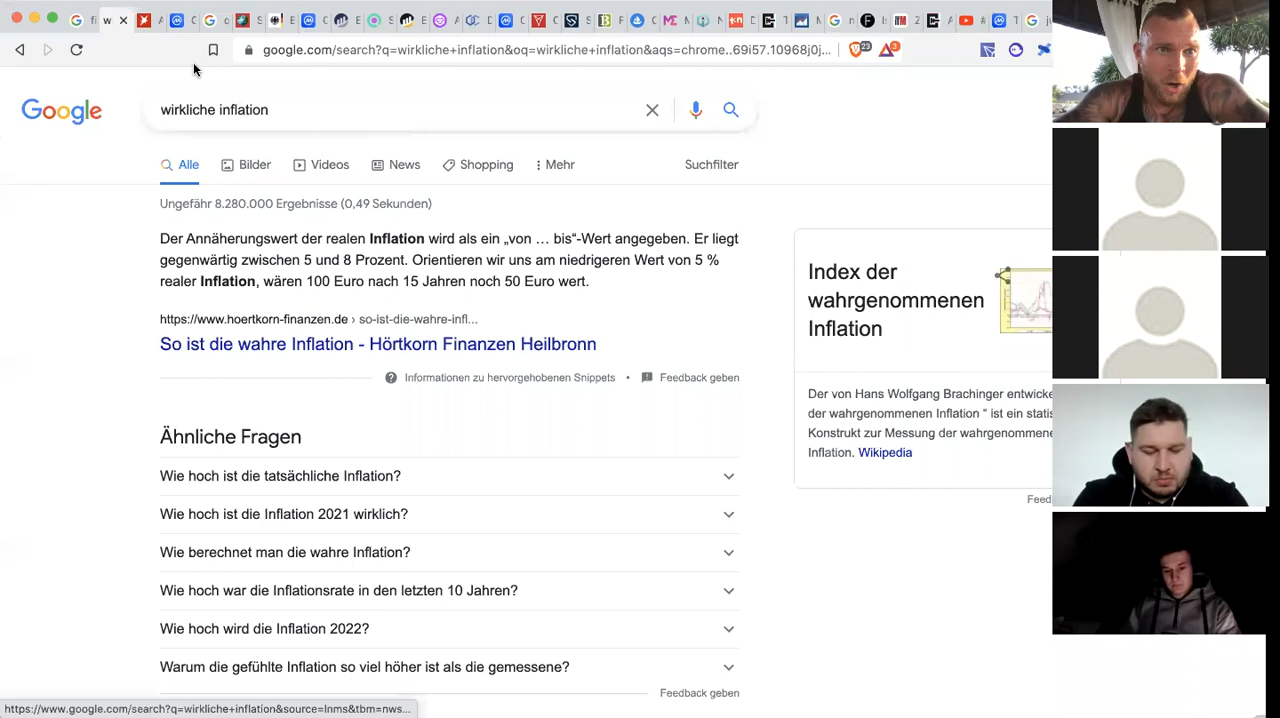 google.com/search?q=wirkliche+inflation&oq=wirkliche+inflation&aqs=chrome..69i57.10968j0j...
23
3
Google
wirkliche inflation
Alle
Bilder
Videos
News
Shopping
Mehr
Suchfilter
Ungefähr 8.280.000 Ergebnisse (0,49 Sekunden)
Der Annäherungswert der realen Inflation wird als ein „von … bis“-Wert angegeben. Er liegt
gegenwärtig zwischen 5 und 8 Prozent. Orientieren wir uns am niedrigeren Wert von 5 %
realer Inflation, wären 100 Euro nach 15 Jahren noch 50 Euro wert.
https://www.hoertkorn-finanzen.de › so-ist-die-wahre-infl...
So ist die wahre Inflation - Hörtkorn Finanzen Heilbronn
Informationen zu hervorgehobenen Snippets • Feedback geben
Ähnliche Fragen
Wie hoch ist die tatsächliche Inflation?
Wie hoch ist die Inflation 2021 wirklich?
Wie berechnet man die wahre Inflation?
Wie hoch war die Inflationsrate in den letzten 10 Jahren?
Wie hoch wird die Inflation 2022?
Warum die gefühlte Inflation so viel höher ist als die gemessene?
Feedback geben
Index der
wahrgenommenen
Inflation
Der von Hans Wolfgang Brachinger entwicke
der wahrgenommenen Inflation “ ist ein statis
Konstrukt zur Messung der wahrgenommene
Inflation. Wikipedia
Feed
https://www.google.com/search?q=wirkliche+inflation&source=lnms&tbm=nws...